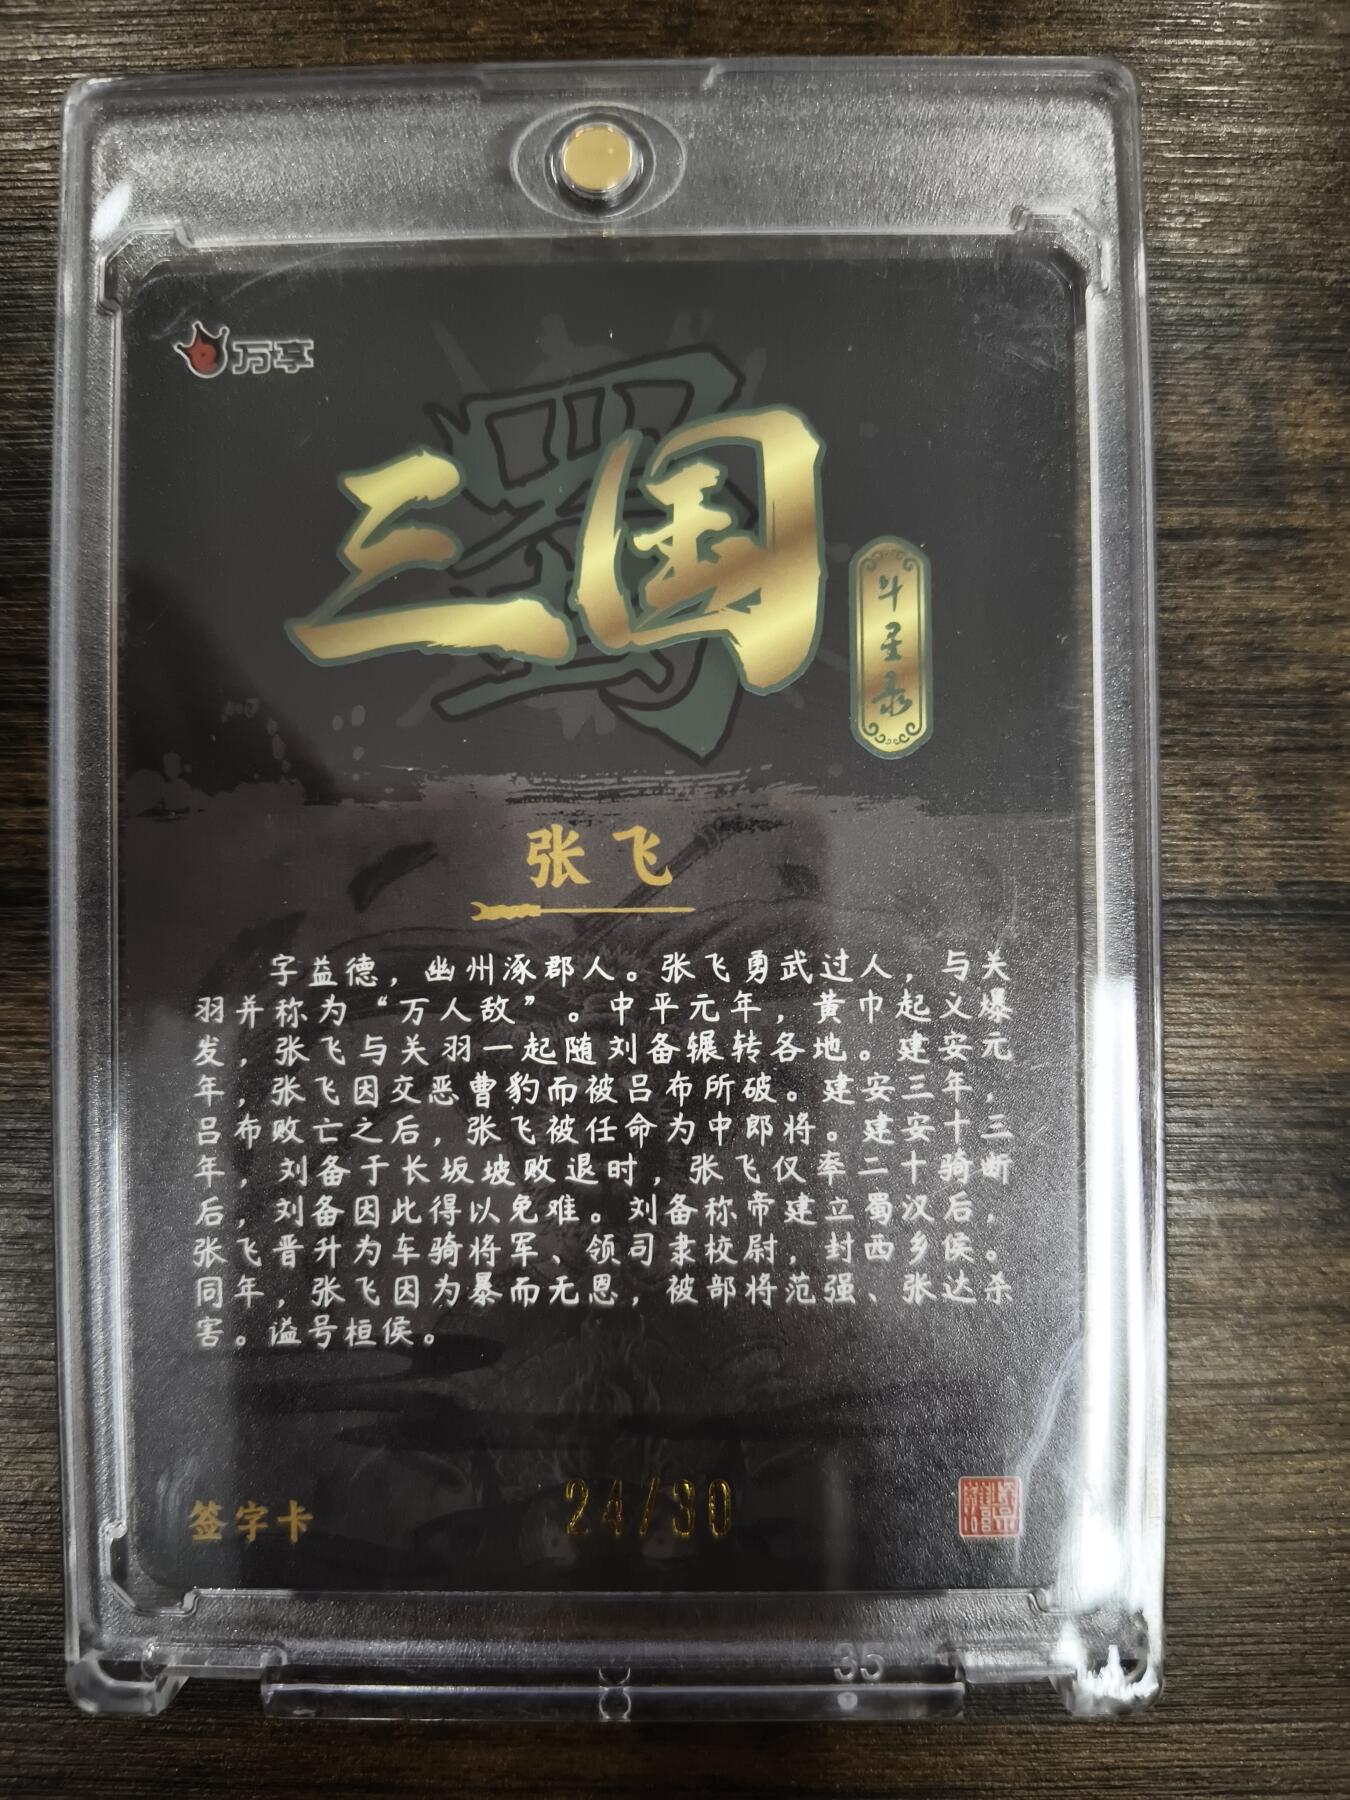 万享
蜀
三国
斗星录
张飞
字益德，幽州涿郡人。张飞勇武过人，与关
羽并称为“万人敌”。中平元年，黄巾起义爆
发，张飞与关羽一起随刘备辗转各地。建安元
年，张飞因交恶曹豹而被吕布所破。建安三年，
吕布败亡之后，张飞被任命为中郎将。建安十三
年，刘备于长坂坡败退时，张飞仅率二十骑断
后，刘备因此得以免难。刘备称帝建立蜀汉后，
张飞晋升为车骑将军、领司隶校尉，封西乡侯。
同年，张飞因为暴而无恩，被部将范强、张达杀
害。谥号桓侯。
签字卡
24/30
35